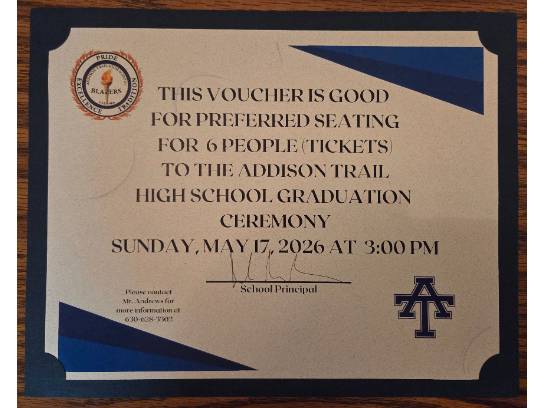 PRIDE
BLAZERS
EXCELLENCE
TRADITION
THIS VOUCHER IS GOOD
FOR PREFERRED SEATING
FOR 6 PEOPLE (TICKETS)
TO THE ADDISON TRAIL
HIGH SCHOOL GRADUATION
CEREMONY
SUNDAY, MAY 17, 2026 AT 3:00 PM
School Principal
Please contact
Mr. Andrews for
more information at
AT